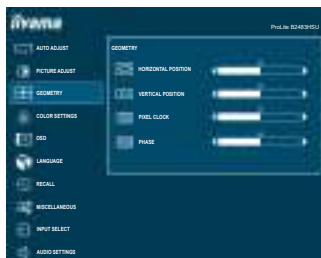 iiyama
ProLite B2483HSU
AUTO ADJUST
PICTURE ADJUST
GEOMETRY
COLOR SETTINGS
OSD
LANGUAGE
RECALL
MISCELLANEOUS
INPUT SELECT
AUDIO SETTINGS
GEOMETRY
HORIZONTAL POSITION
VERTICAL POSITION
PIXEL CLOCK
PHASE